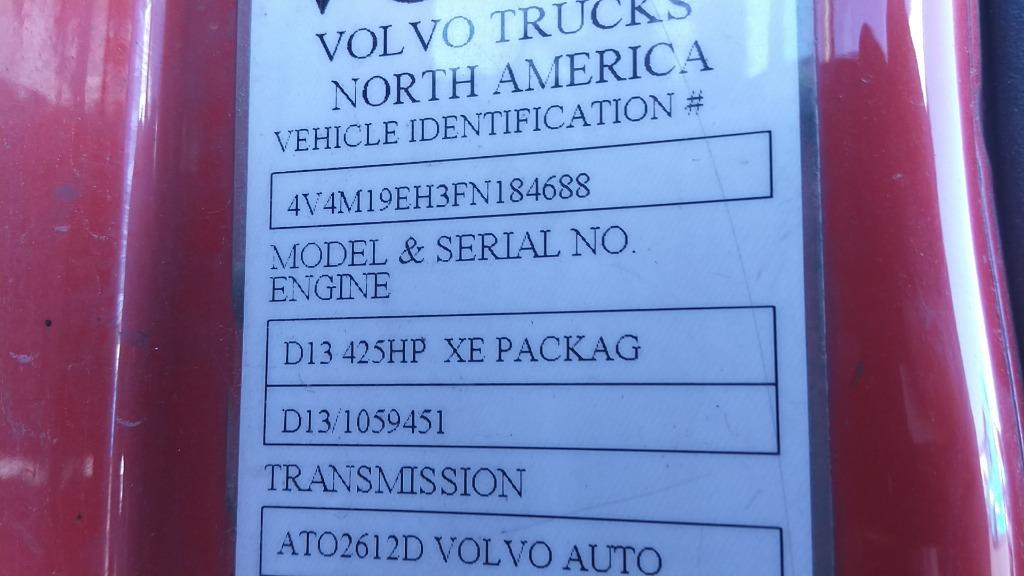 VOLVO TRUCKS
NORTH AMERICA
VEHICLE IDENTIFICATION #
4V4M19EH3FN184688
MODEL & SERIAL NO.
ENGINE
D13 425HP XE PACKAG
D13/1059451
TRANSMISSION
ATO2612D VOLVO AUTO